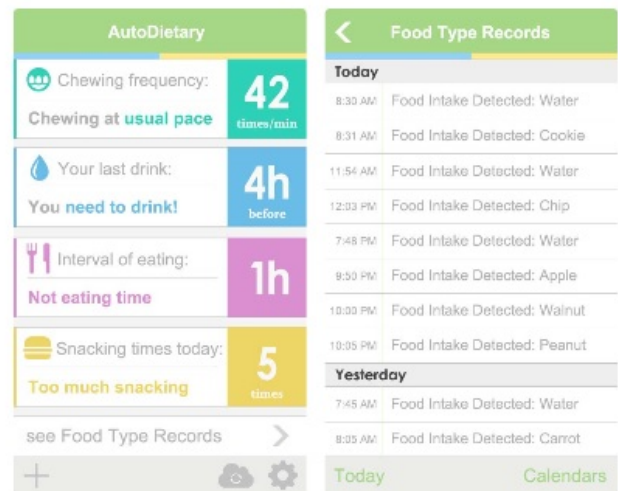 AutoDietary
Chewing frequency:
Chewing at usual pace
42
times/min
Your last drink:
You need to drink!
4h
before
Interval of eating:
Not eating time
1h
Snacking times today:
Too much snacking
5
times
see Food Type Records
Food Type Records
Today
8:30 AM Food Intake Detected: Water
8:31 AM Food Intake Detected: Cookie
11:54 AM Food Intake Detected: Water
12:03 PM Food Intake Detected: Chip
7:48 PM Food Intake Detected: Water
9:50 PM Food Intake Detected: Apple
10:00 PM Food Intake Detected: Walnut
10:05 PM Food Intake Detected: Peanut
Yesterday
7:45 AM Food Intake Detected: Water
8:05 AM Food Intake Detected: Carrot
Today
Calendars